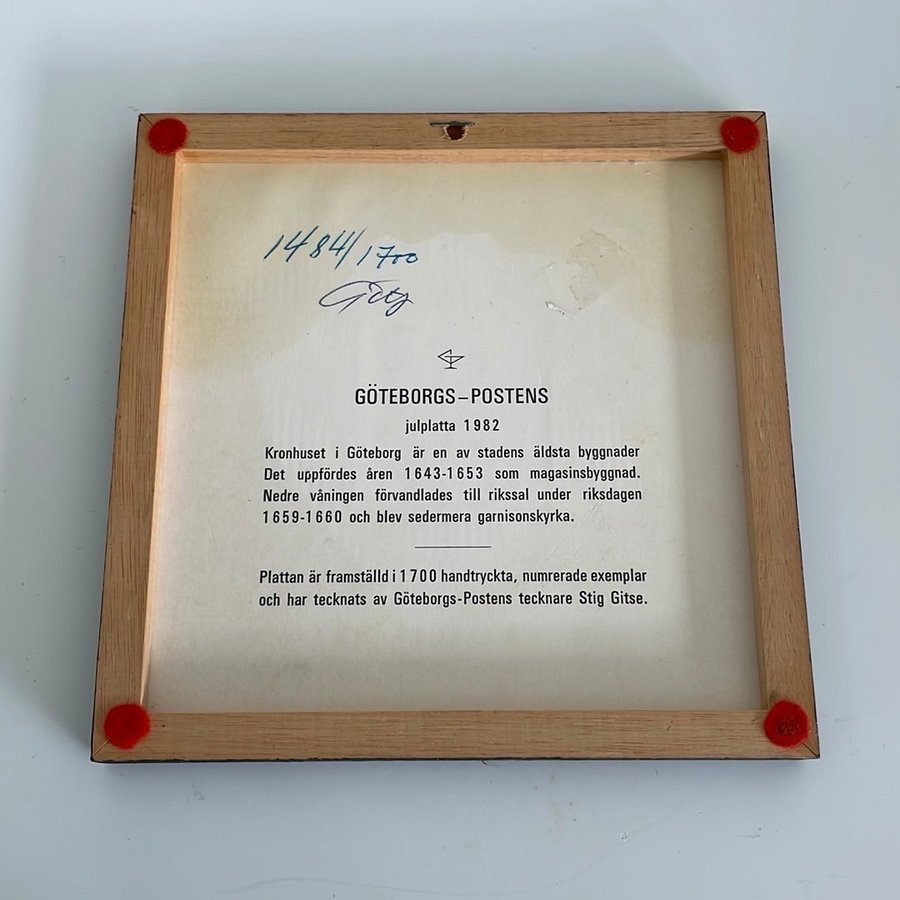 1484/1700
GÖTEBORGS–POSTENS
julplatta 1982
Kronhuset i Göteborg är en av stadens äldsta byggnader
Det uppfördes åren 1643-1653 som magasinsbyggnad.
Nedre våningen förvandlades till rikssal under riksdagen
1659-1660 och blev sedermera garnisonskyrka.
Plattan är framställd i 1700 handtryckta, numrerade exemplar
och har tecknats av Göteborgs-Postens tecknare Stig Gitse.